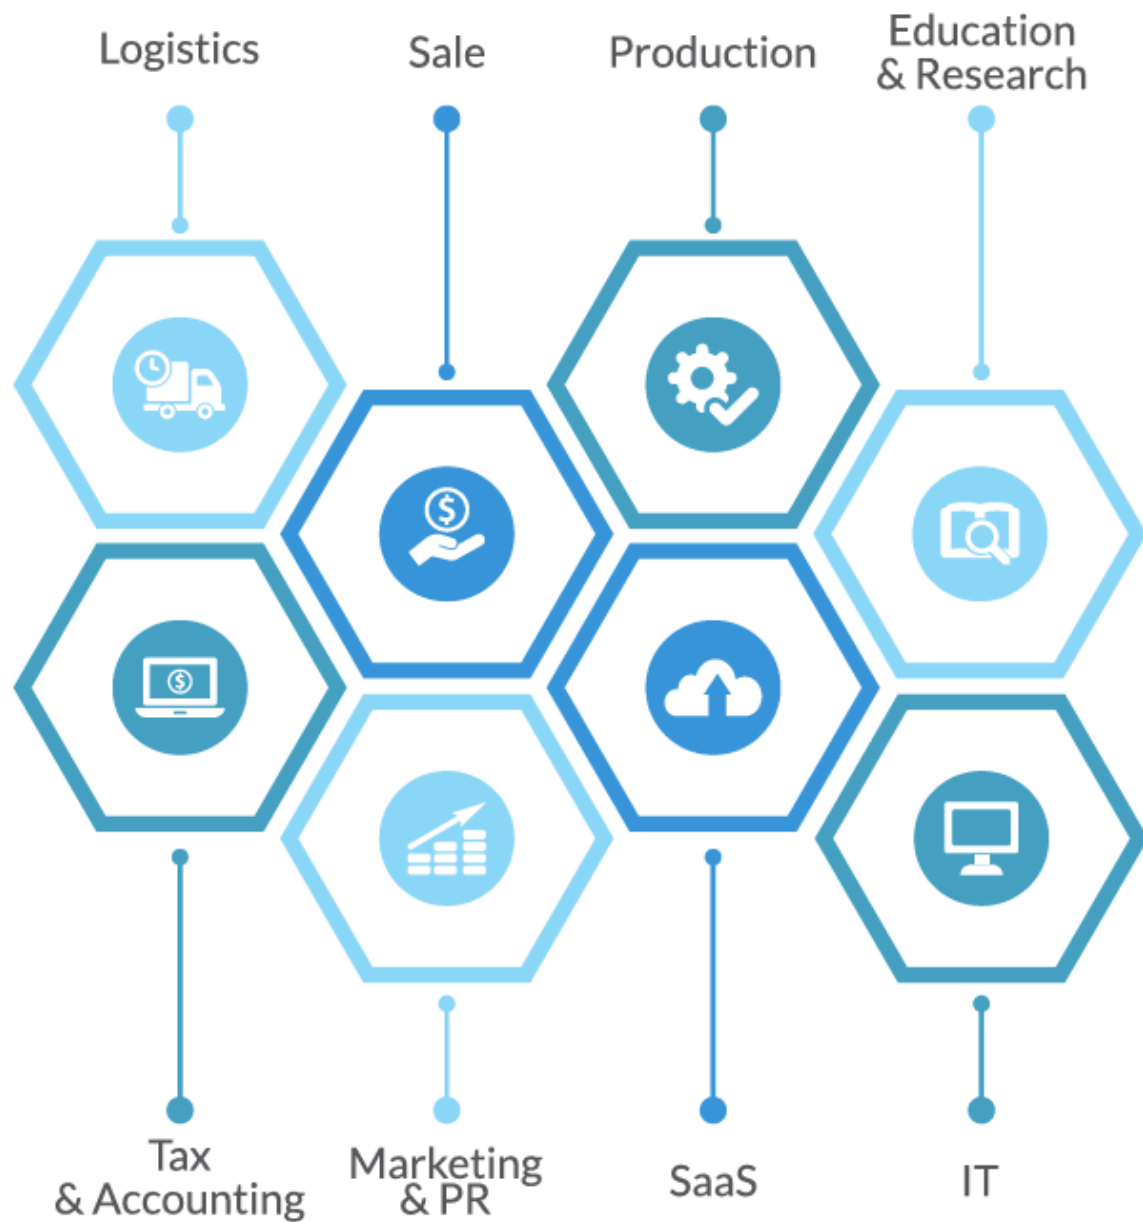 Logistics
Sale
Production
Education
& Research
$
$
Tax
& Accounting
Marketing
& PR
SaaS
IT